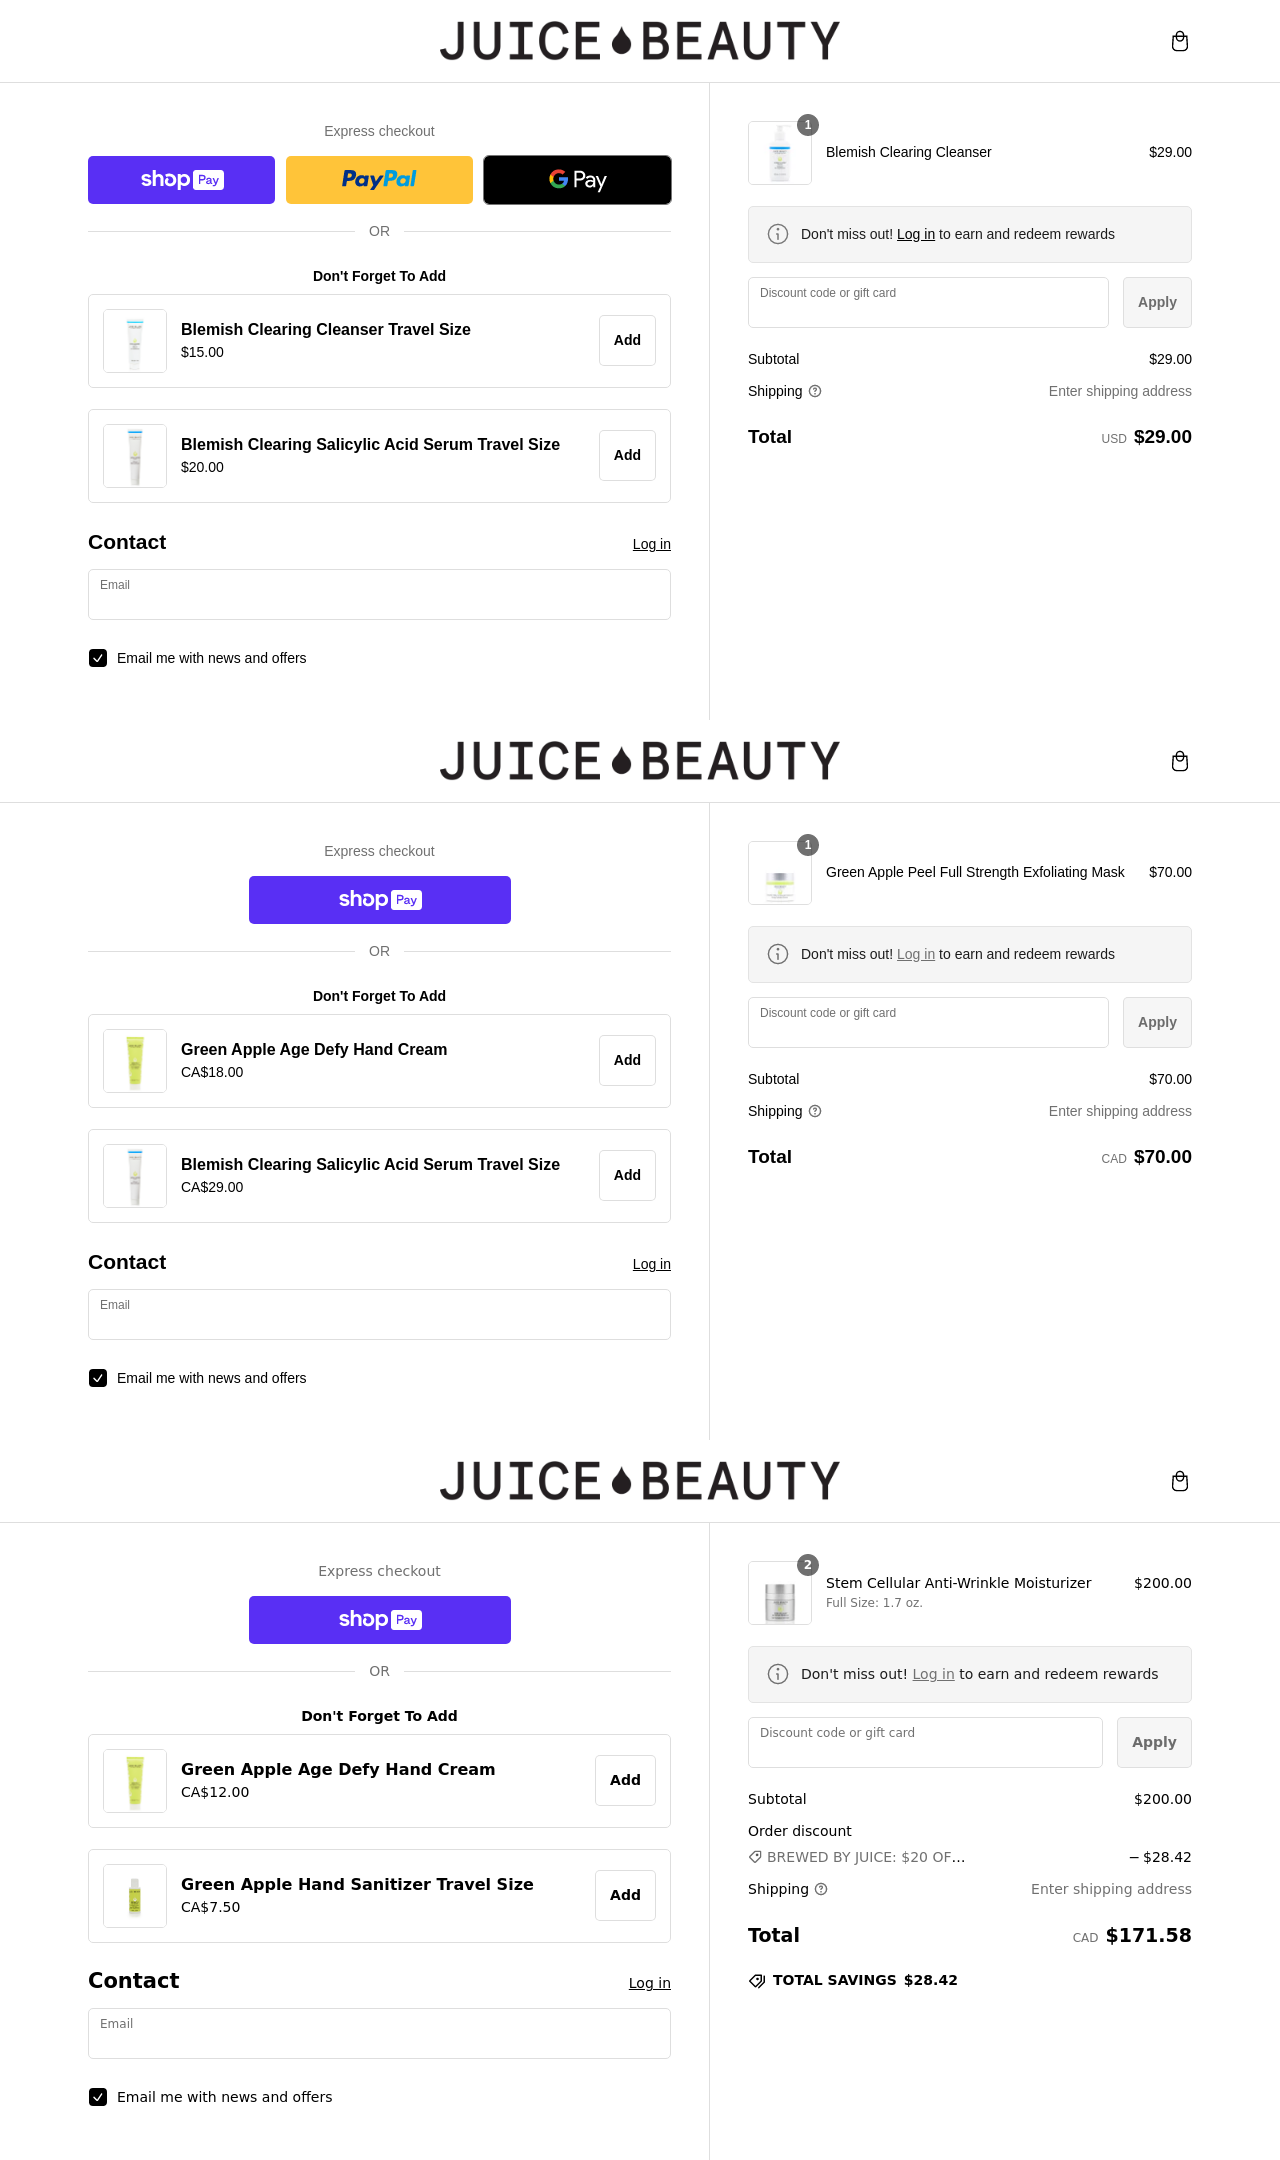 JUICE BEAUTY
Express checkout
shop Pay
PayPal
G Pay
OR
Don't Forget To Add
Blemish Clearing Cleanser Travel Size
$15.00
Add
Blemish Clearing Salicylic Acid Serum Travel Size
$20.00
Add
Contact
Log in
Email
Email me with news and offers
1
Blemish Clearing Cleanser
$29.00
Don't miss out! Log in to earn and redeem rewards
Discount code or gift card
Apply
Subtotal
$29.00
Shipping
Enter shipping address
Total
USD $29.00
JUICE BEAUTY
Express checkout
shop Pay
OR
Don't Forget To Add
Green Apple Age Defy Hand Cream
CA$18.00
Add
Blemish Clearing Salicylic Acid Serum Travel Size
CA$29.00
Add
Contact
Log in
Email
Email me with news and offers
1
Green Apple Peel Full Strength Exfoliating Mask
$70.00
Don't miss out! Log in to earn and redeem rewards
Discount code or gift card
Apply
Subtotal
$70.00
Shipping
Enter shipping address
Total
CAD $70.00
JUICE BEAUTY
Express checkout
shop Pay
OR
Don't Forget To Add
Green Apple Age Defy Hand Cream
CA$12.00
Add
Green Apple Hand Sanitizer Travel Size
CA$7.50
Add
Contact
Log in
Email
Email me with news and offers
2
Stem Cellular Anti-Wrinkle Moisturizer
$200.00
Full Size: 1.7 oz.
Don't miss out! Log in to earn and redeem rewards
Discount code or gift card
Apply
Subtotal
$200.00
Order discount
BREWED BY JUICE: $20 OF...
− $28.42
Shipping
Enter shipping address
Total
CAD $171.58
TOTAL SAVINGS $28.42